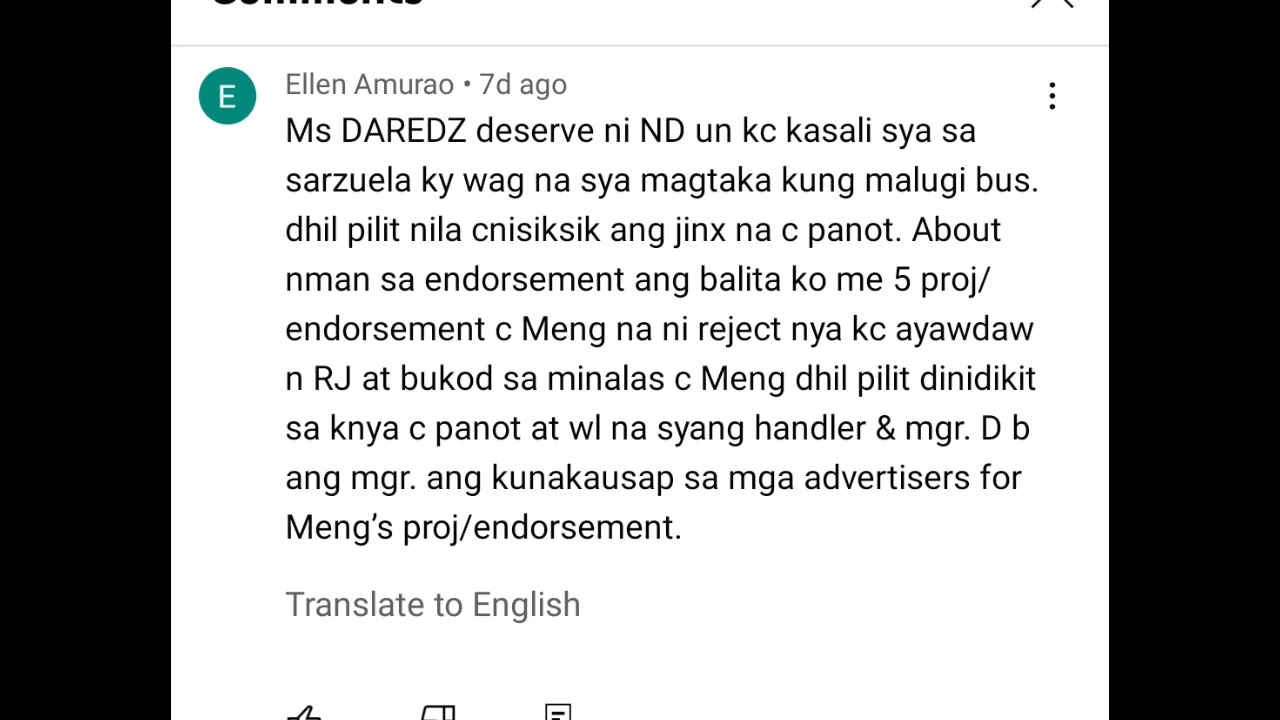 Comments
E
Ellen Amurao • 7d ago
Ms DAREDZ deserve ni ND un kc kasali sya sa
sarzuela ky wag na sya magtaka kung malugi bus.
dhil pilit nila cnisiksik ang jinx na c panot. About
nman sa endorsement ang balita ko me 5 proj/
endorsement c Meng na ni reject nya kc ayawdaw
n RJ at bukod sa minalas c Meng dhil pilit dinidikit
sa knya c panot at wl na syang handler & mgr. D b
ang mgr. ang kunakausap sa mga advertisers for
Meng’s proj/endorsement.
Translate to English